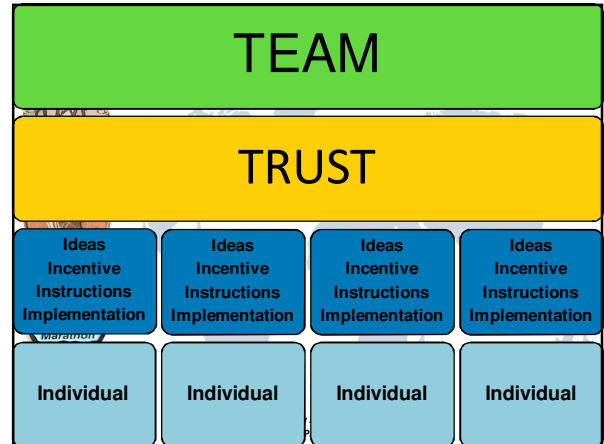 TEAM
TRUST
Ideas
Incentive
Instructions
Implementation
Ideas
Incentive
Instructions
Implementation
Ideas
Incentive
Instructions
Implementation
Ideas
Incentive
Instructions
Implementation
Marathon
Individual
Individual
Individual
Individual